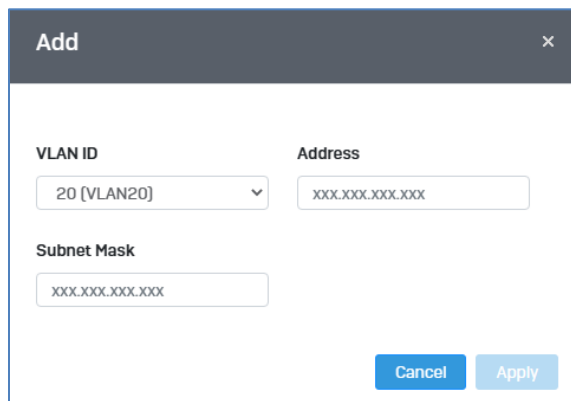 Add ×
VLAN ID Address
20 (VLAN20) xxx.xxx.xxx.xxx
Subnet Mask
xxx.xxx.xxx.xxx
Cancel Apply